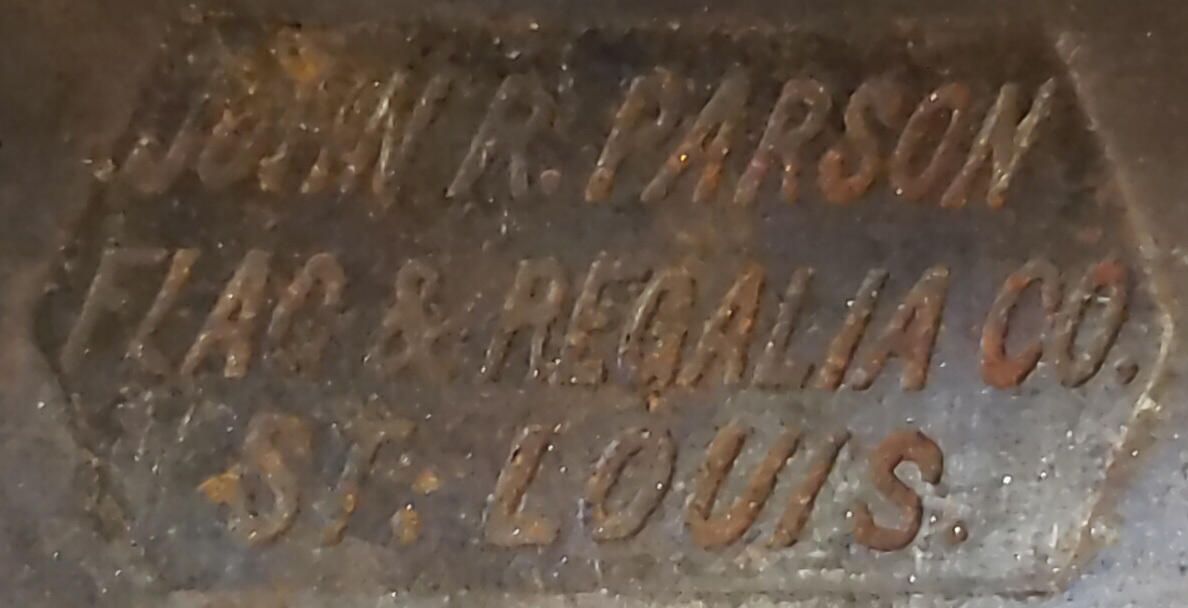 JOHN R. PARSON
FLAG & REGALIA CO.
ST. LOUIS.